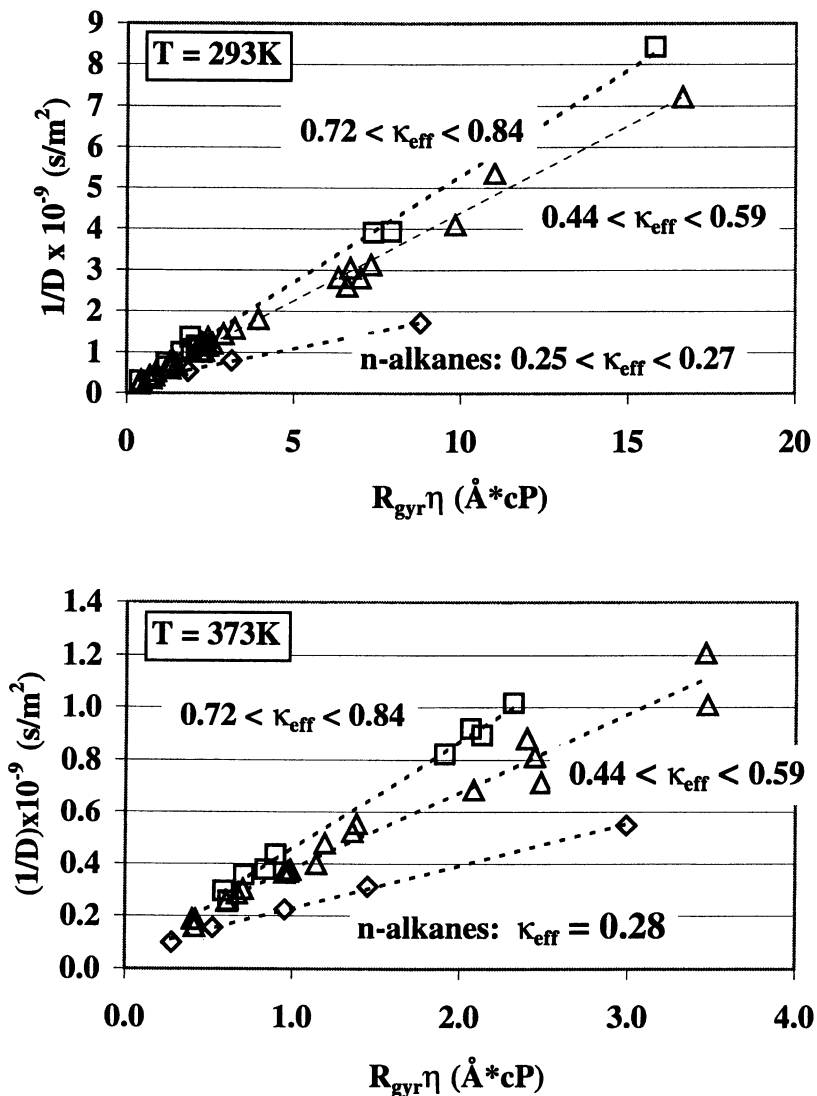 T = 293K
9
8
7
6
5
4
3
2
1
0
1/D x 10⁻⁹ (s/m²)
0.72 < κeff < 0.84
0.44 < κeff < 0.59
n-alkanes: 0.25 < κeff < 0.27
0 5 10 15 20
Rgyrη (Å*cP)
T = 373K
1.4
1.2
1.0
0.8
0.6
0.4
0.2
0.0
(1/D)x10⁻⁹ (s/m²)
0.72 < κeff < 0.84
0.44 < κeff < 0.59
n-alkanes: κeff = 0.28
0.0 1.0 2.0 3.0 4.0
Rgyrη (Å*cP)